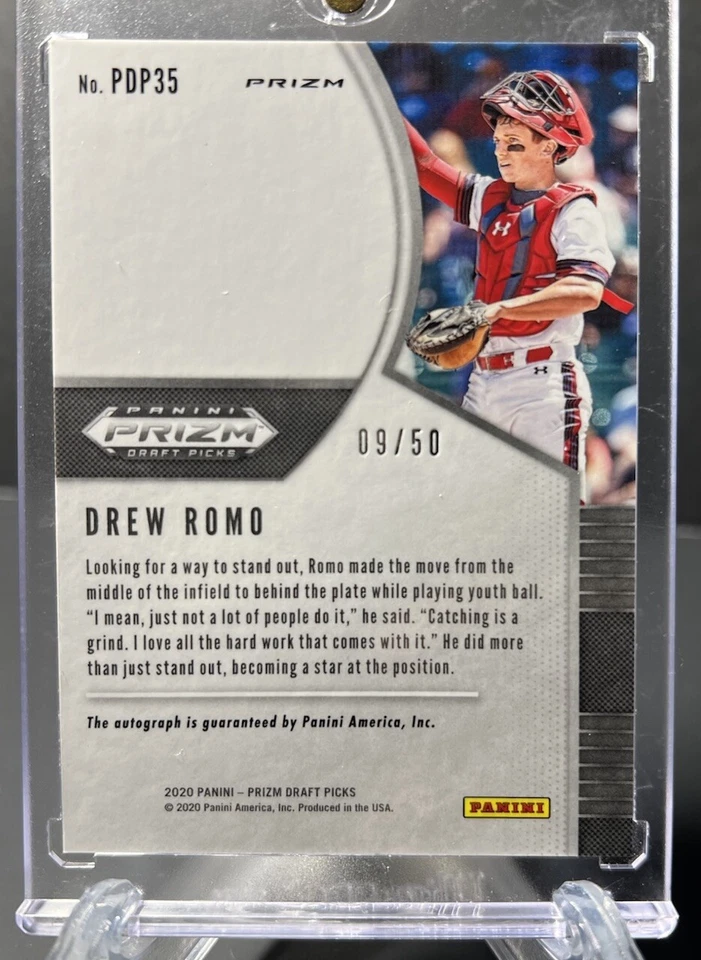 No. PDP35
PRIZM
PANINI
PRIZM
DRAFT PICKS
09/50
DREW ROMO
Looking for a way to stand out, Romo made the move from the
middle of the infield to behind the plate while playing youth ball.
“I mean, just not a lot of people do it,” he said. “Catching is a
grind. I love all the hard work that comes with it.” He did more
than just stand out, becoming a star at the position.
The autograph is guaranteed by Panini America, Inc.
2020 PANINI – PRIZM DRAFT PICKS
© 2020 Panini America, Inc. Produced in the USA.
PANINI